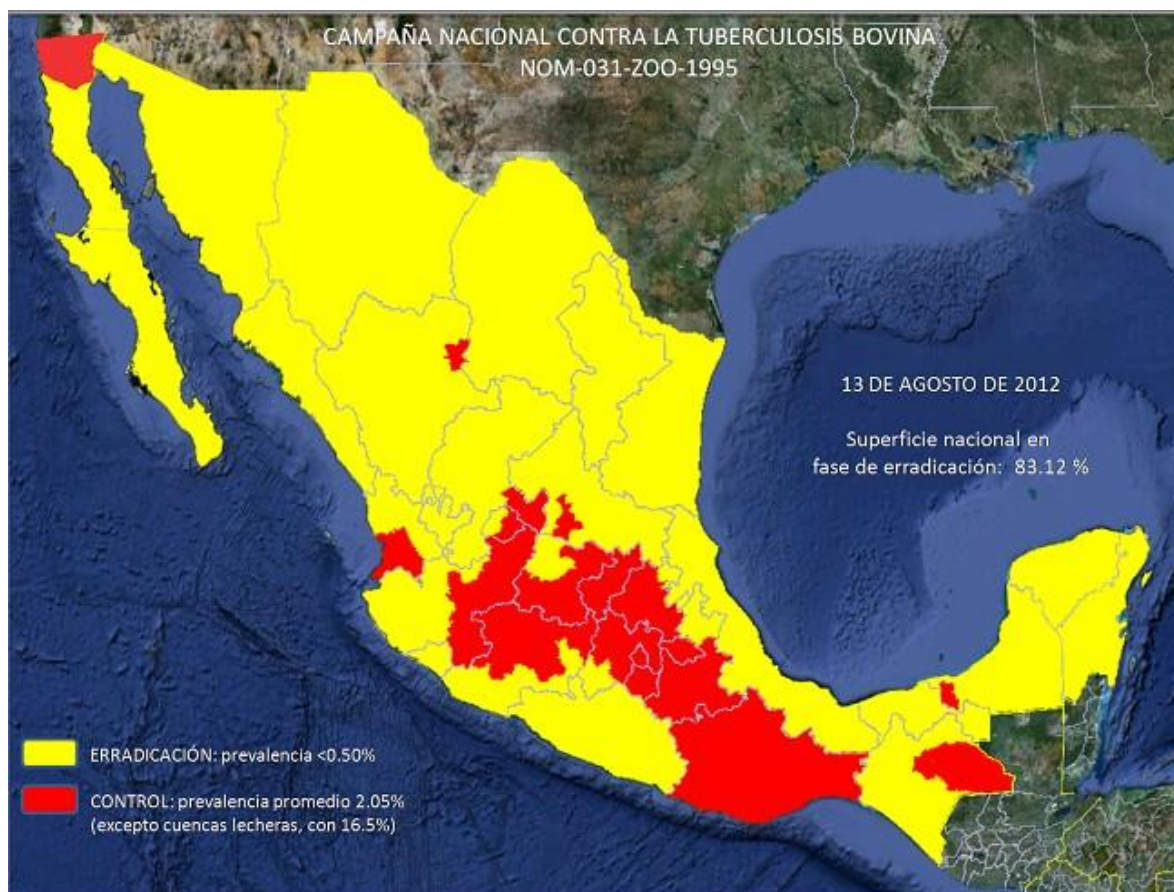 CAMPAÑA NACIONAL CONTRA LA TUBERCULOSIS BOVINA
NOM-031-ZOO-1995
13 DE AGOSTO DE 2012
Superficie nacional en
fase de erradicación: 83.12 %
ERRADICACIÓN: prevalencia <0.50%
CONTROL: prevalencia promedio 2.05%
(excepto cuencas lecheras, con 16.5%)